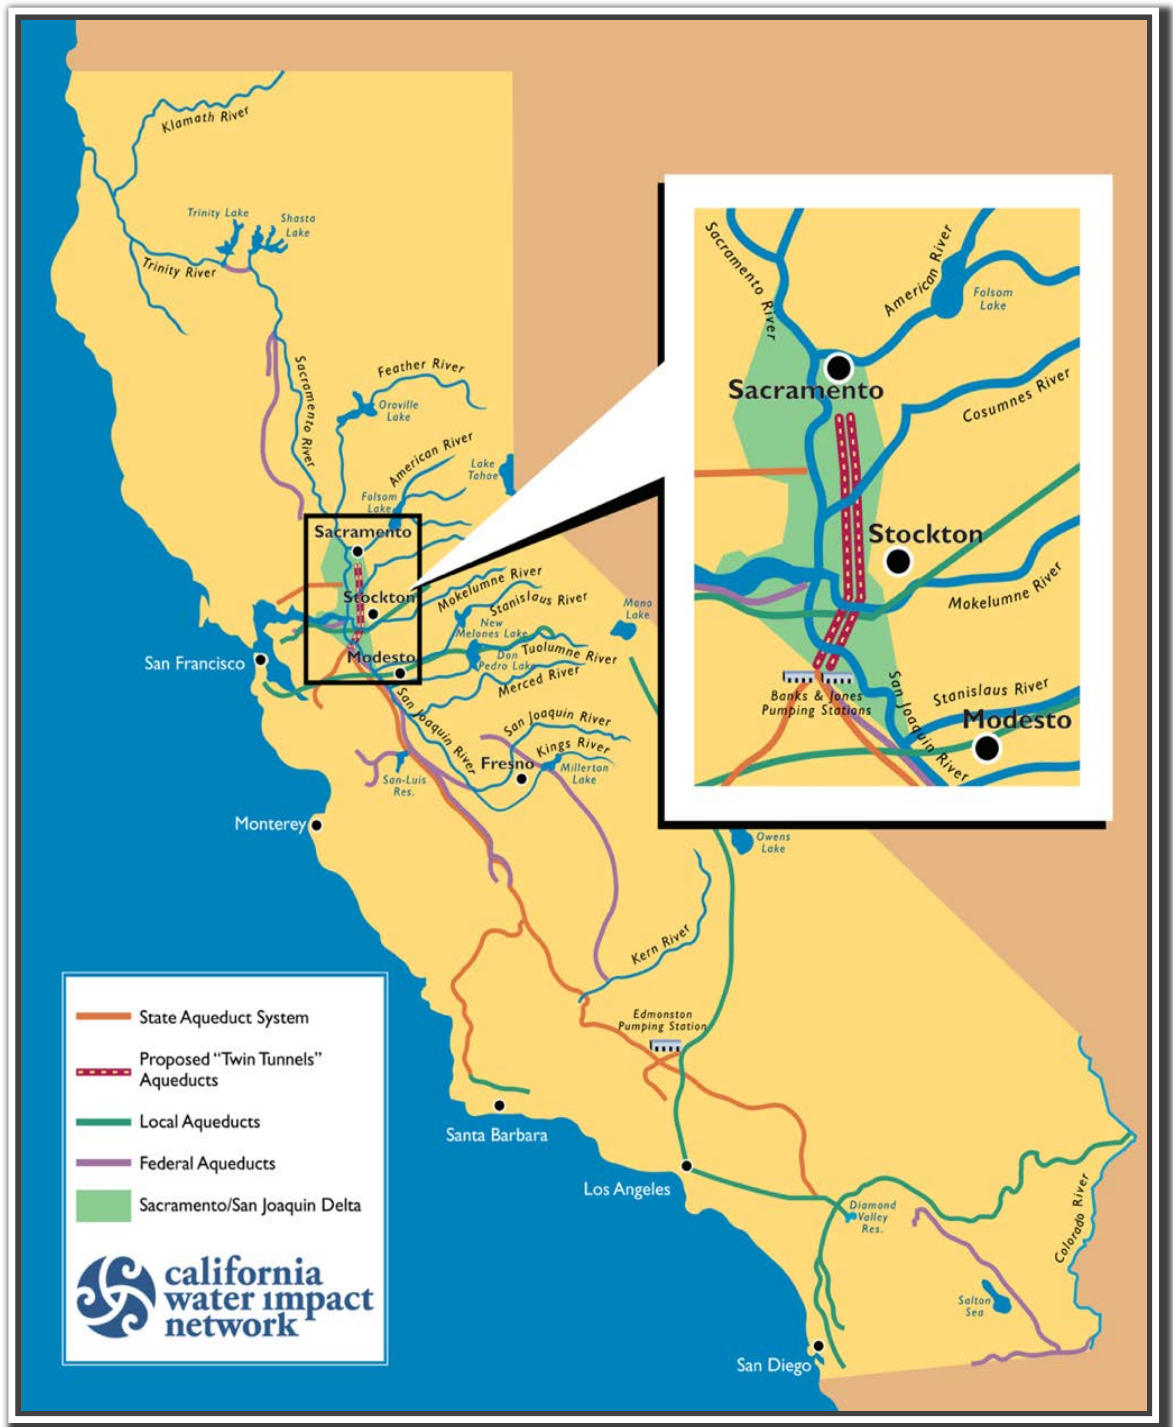 Klamath River
Trinity Lake
Shasta
Lake
Trinity River
Sacramento River
Feather River
Oroville
Lake
American River
Lake
Tahoe
Folsom
Lake
Sacramento
Stockton
Mokelumne River
Stanislaus River
New
Melones Lake
Mono
Lake
Don
Pedro Lake
Tuolumne River
Modesto
Merced River
San Francisco
San Joaquin River
San Joaquin River
Kings River
Fresno
Millerton
Lake
San-Luis
Res.
Monterey
Owens
Lake
Kern River
Edmonston
Pumping Station
Santa Barbara
Los Angeles
Diamond
Valley
Res.
Colorado River
Salton
Sea
San Diego
Sacramento River
American River
Folsom
Lake
Sacramento
Cosumnes River
Stockton
Mokelumne River
Banks & Jones
Pumping Stations
San Joaquin River
Stanislaus River
Modesto
State Aqueduct System
Proposed “Twin Tunnels”
Aqueducts
Local Aqueducts
Federal Aqueducts
Sacramento/San Joaquin Delta
california
water impact
network